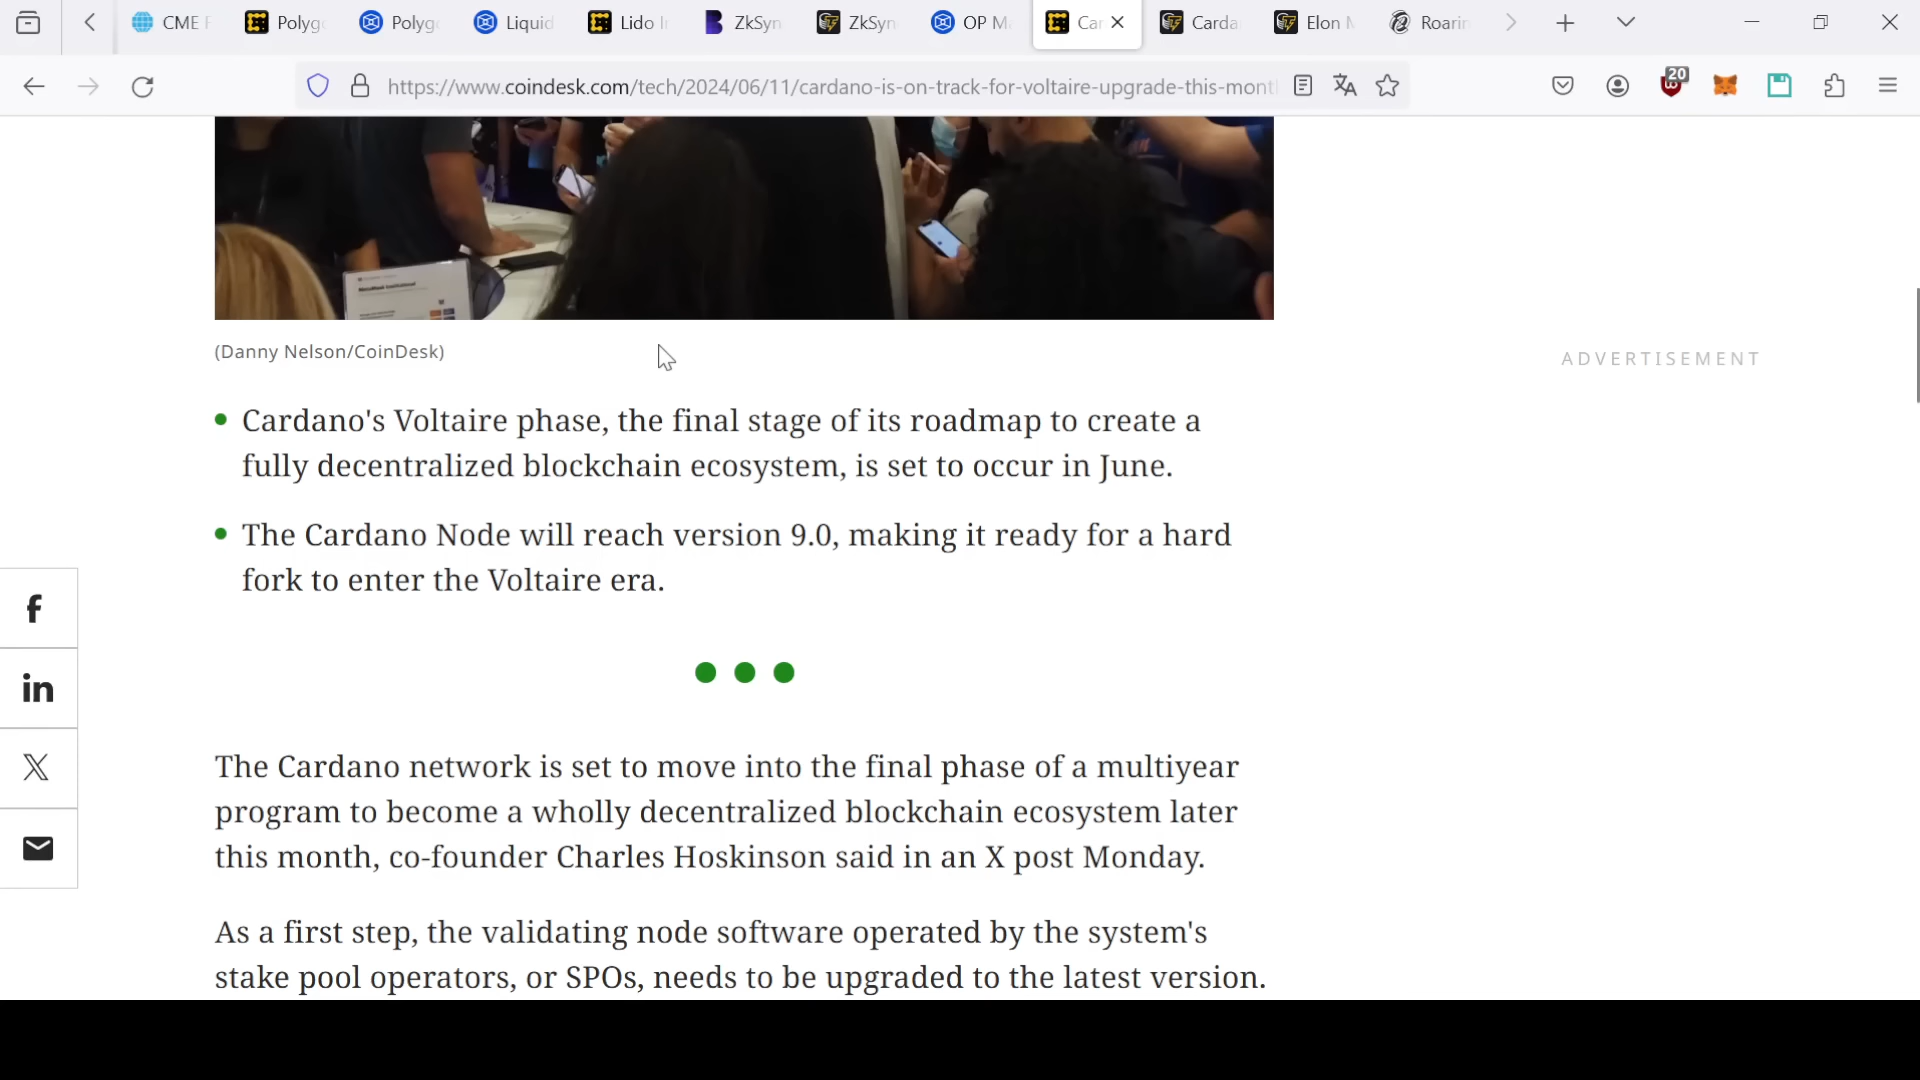 CME F
Polygo
Polygo
Liquid
Lido I
ZkSyn
ZkSyn
OP M
Car
Carda
Elon M
Roarin
https://www.coindesk.com/tech/2024/06/11/cardano-is-on-track-for-voltaire-upgrade-this-mont
20
(Danny Nelson/CoinDesk)
ADVERTISEMENT
Cardano's Voltaire phase, the final stage of its roadmap to create a
fully decentralized blockchain ecosystem, is set to occur in June.
The Cardano Node will reach version 9.0, making it ready for a hard
fork to enter the Voltaire era.
The Cardano network is set to move into the final phase of a multiyear
program to become a wholly decentralized blockchain ecosystem later
this month, co-founder Charles Hoskinson said in an X post Monday.
As a first step, the validating node software operated by the system's
stake pool operators, or SPOs, needs to be upgraded to the latest version.